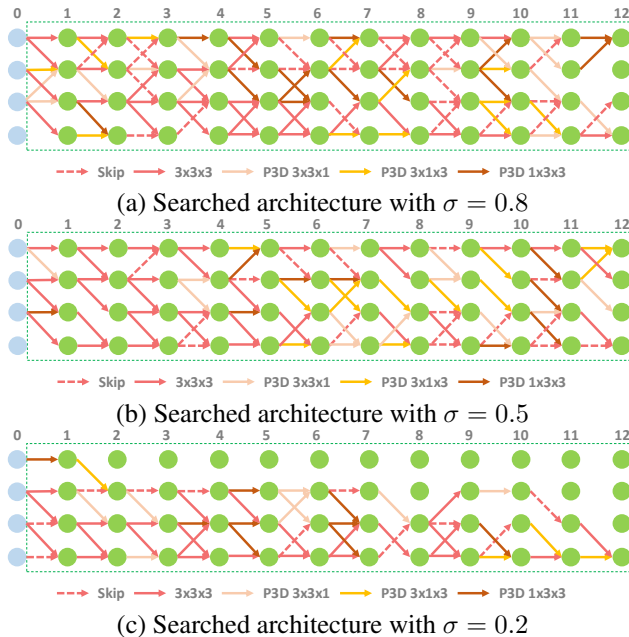 0 1 2 3 4 5 6 7 8 9 10 11 12
Skip 3x3x3 P3D 3x3x1 P3D 3x1x3 P3D 1x3x3
(a) Searched architecture with σ = 0.8
0 1 2 3 4 5 6 7 8 9 10 11 12
Skip 3x3x3 P3D 3x3x1 P3D 3x1x3 P3D 1x3x3
(b) Searched architecture with σ = 0.5
0 1 2 3 4 5 6 7 8 9 10 11 12
Skip 3x3x3 P3D 3x3x1 P3D 3x1x3 P3D 1x3x3
(c) Searched architecture with σ = 0.2